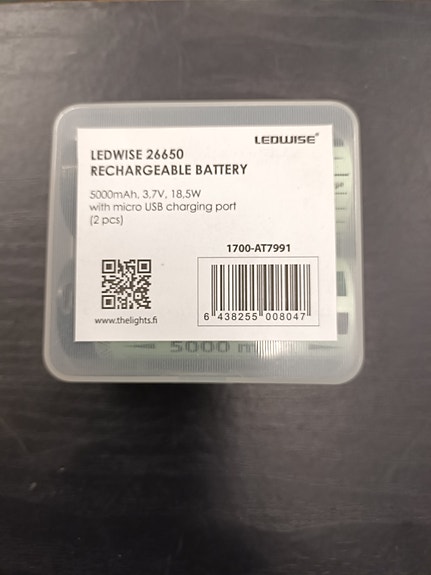 LEDWISE®
LEDWISE 26650
RECHARGEABLE BATTERY
5000mAh, 3,7V, 18,5W
with micro USB charging port
(2 pcs)
1700-AT7991
6 438255 008047
www.thelights.fi
5000 m